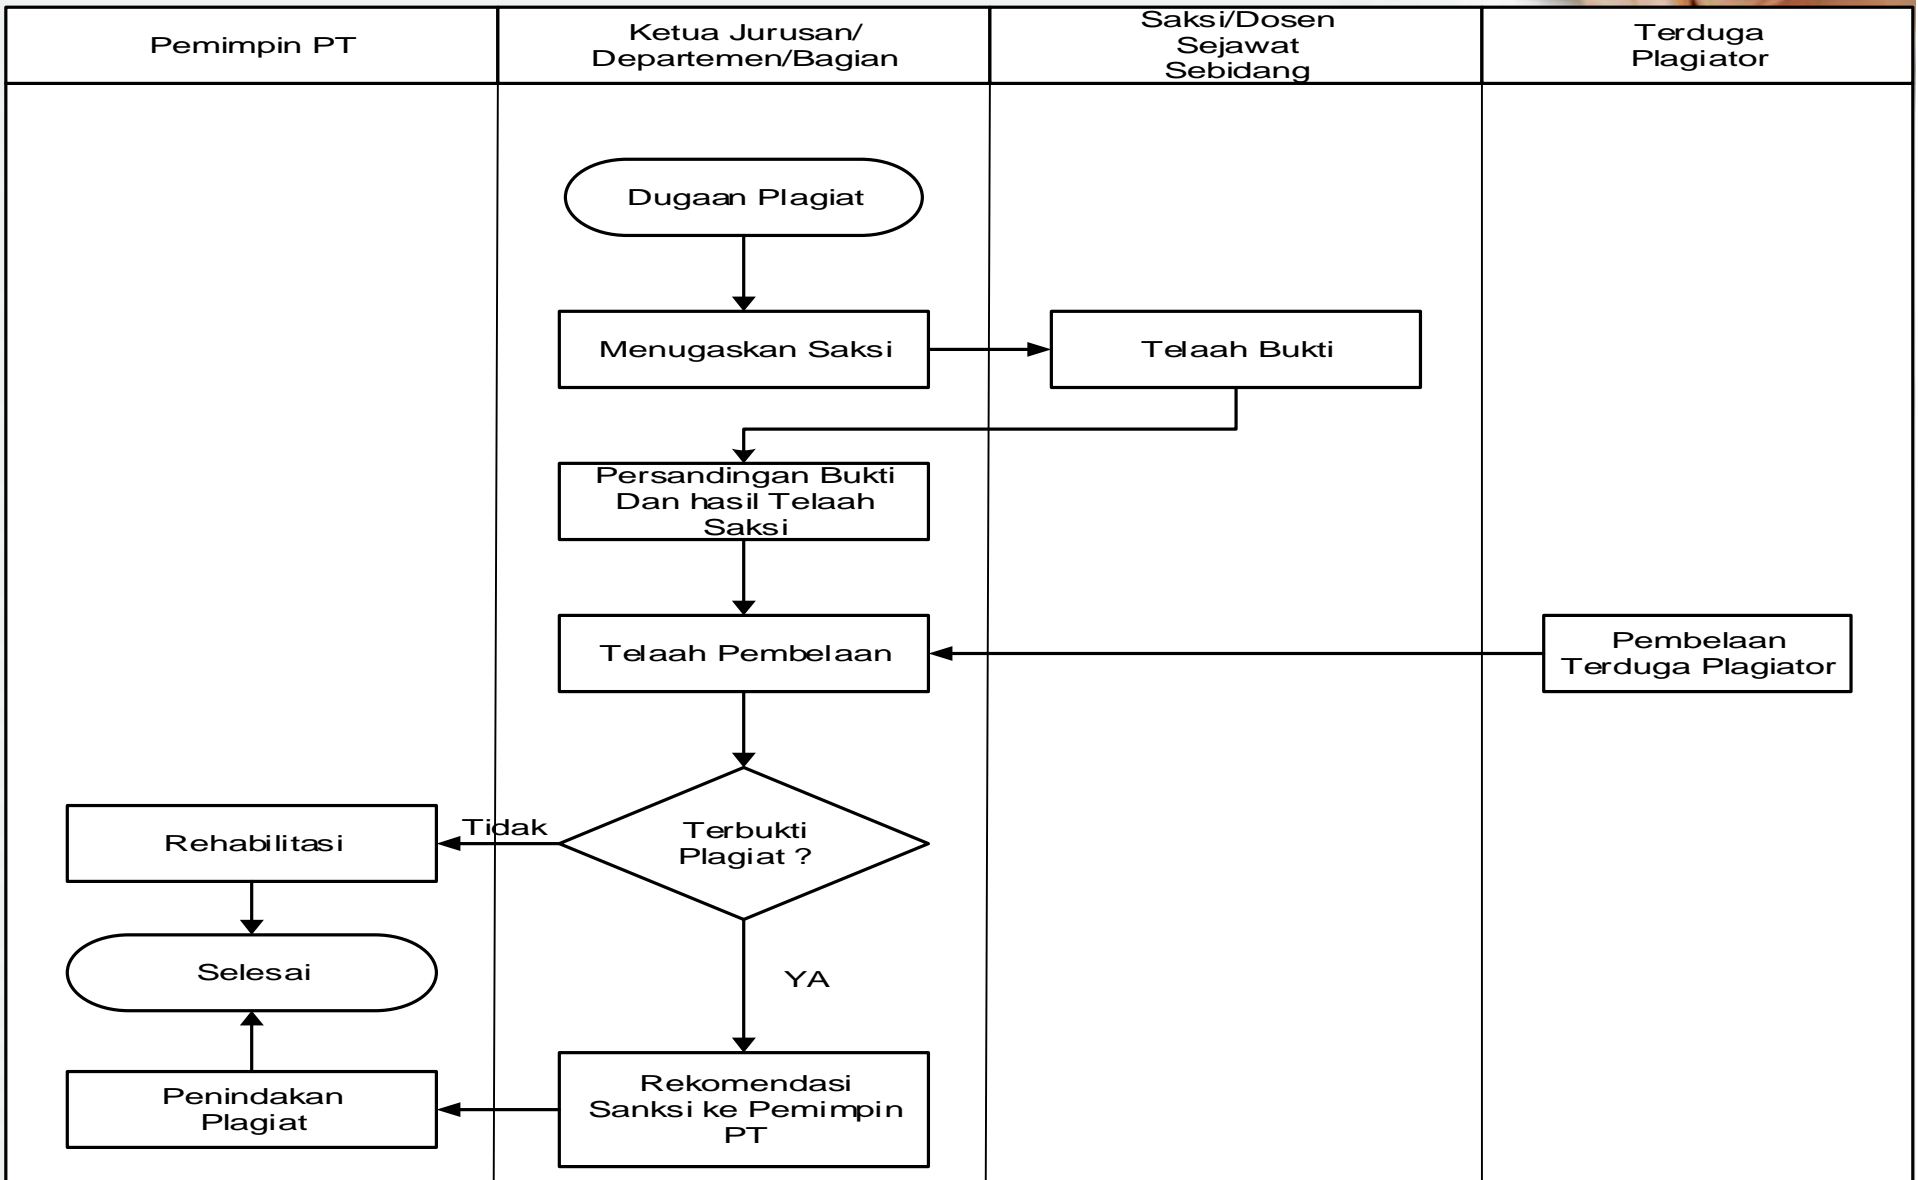 Pemimpin PT
Ketua Jurusan/
Departemen/Bagian
Saksi/Dosen
Sejawat
Sebidang
Terduga
Plagiator
Dugaan Plagiat
Menugaskan Saksi
Telaah Bukti
Persandingan Bukti
Dan hasil Telaah
Saksi
Telaah Pembelaan
Pembelaan
Terduga Plagiator
Terbukti
Plagiat ?
Tidak
Rehabilitasi
Selesai
YA
Rekomendasi
Sanksi ke Pemimpin
PT
Penindakan
Plagiat